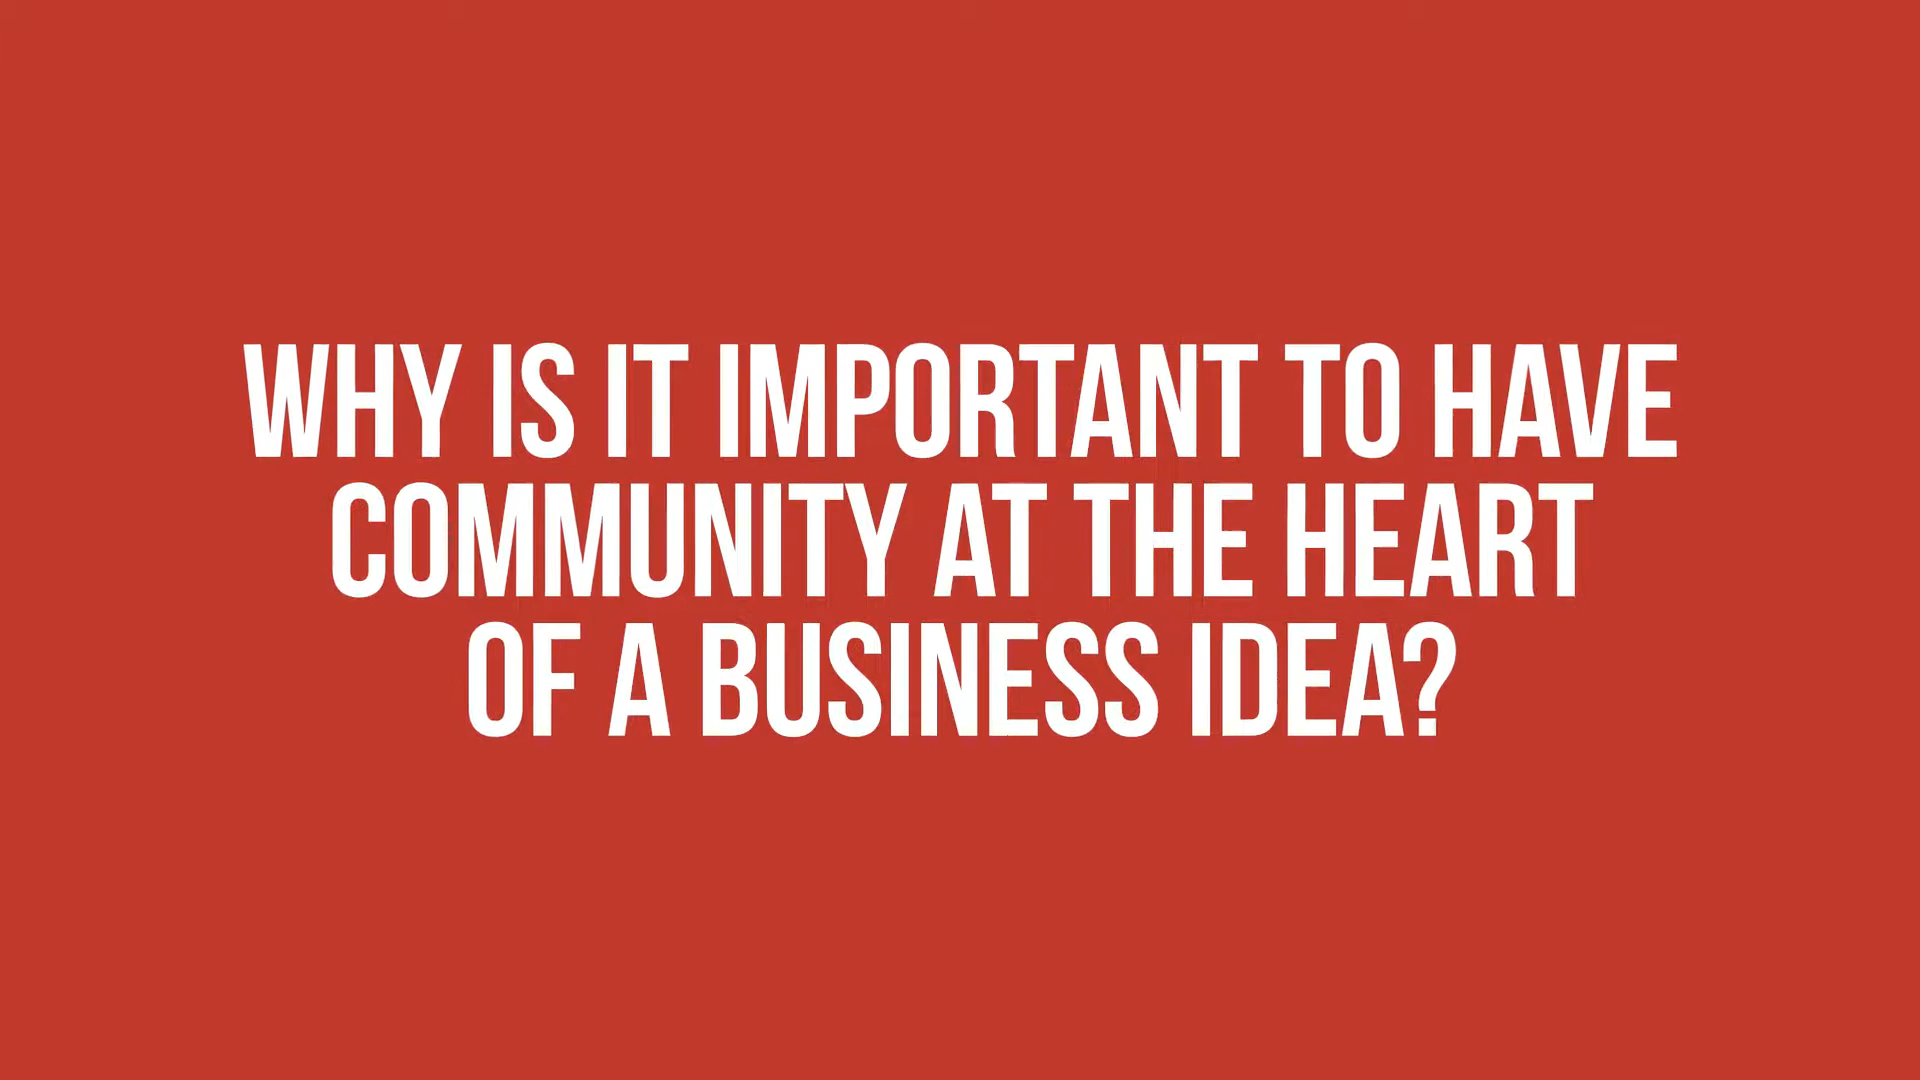 WHY IS IT IMPORTANT TO HAVE
COMMUNITY AT THE HEART
OF A BUSINESS IDEA?